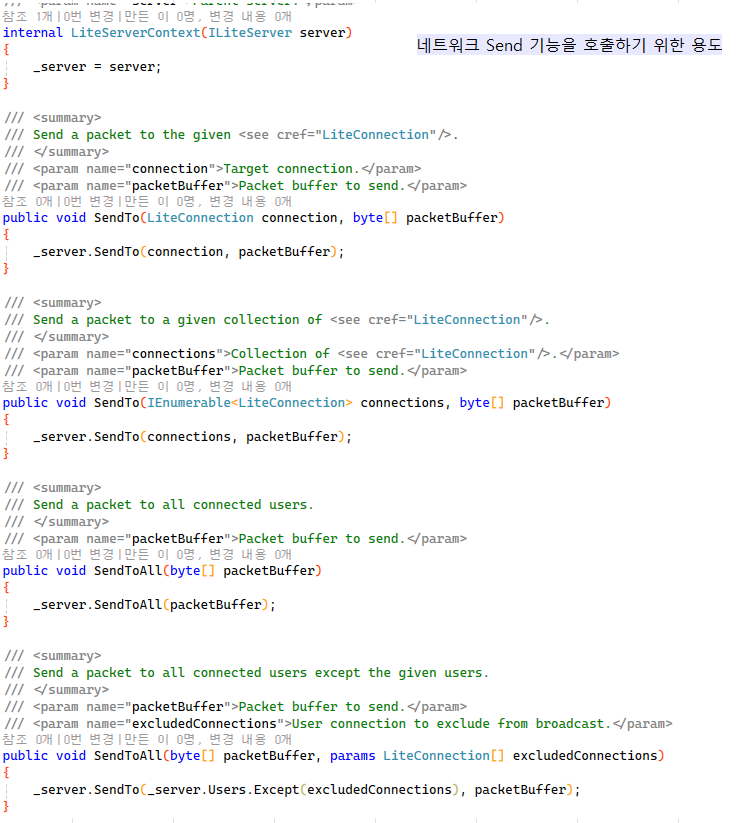 참조 1개|0번 변경|만든 이 0명, 변경 내용 0개
internal LiteServerContext(ILiteServer server)
네트워크 Send 기능을 호출하기 위한 용도
{
_server = server;
}
/// <summary>
/// Send a packet to the given <see cref="LiteConnection"/>.
/// </summary>
/// <param name="connection">Target connection.</param>
/// <param name="packetBuffer">Packet buffer to send.</param>
참조 0개|0번 변경|만든 이 0명, 변경 내용 0개
public void SendTo(LiteConnection connection, byte[] packetBuffer)
{
_server.SendTo(connection, packetBuffer);
}
/// <summary>
/// Send a packet to a given collection of <see cref="LiteConnection"/>.
/// </summary>
/// <param name="connections">Collection of <see cref="LiteConnection"/>.</param>
/// <param name="packetBuffer">Packet buffer to send.</param>
참조 0개|0번 변경|만든 이 0명, 변경 내용 0개
public void SendTo(IEnumerable<LiteConnection> connections, byte[] packetBuffer)
{
_server.SendTo(connections, packetBuffer);
}
/// <summary>
/// Send a packet to all connected users.
/// </summary>
/// <param name="packetBuffer">Packet buffer to send.</param>
참조 0개|0번 변경|만든 이 0명, 변경 내용 0개
public void SendToAll(byte[] packetBuffer)
{
_server.SendToAll(packetBuffer);
}
/// <summary>
/// Send a packet to all connected users except the given users.
/// </summary>
/// <param name="packetBuffer">Packet buffer to send.</param>
/// <param name="excludedConnections">User connection to exclude from broadcast.</param>
참조 0개|0번 변경|만든 이 0명, 변경 내용 0개
public void SendToAll(byte[] packetBuffer, params LiteConnection[] excludedConnections)
{
_server.SendTo(_server.Users.Except(excludedConnections), packetBuffer);
}